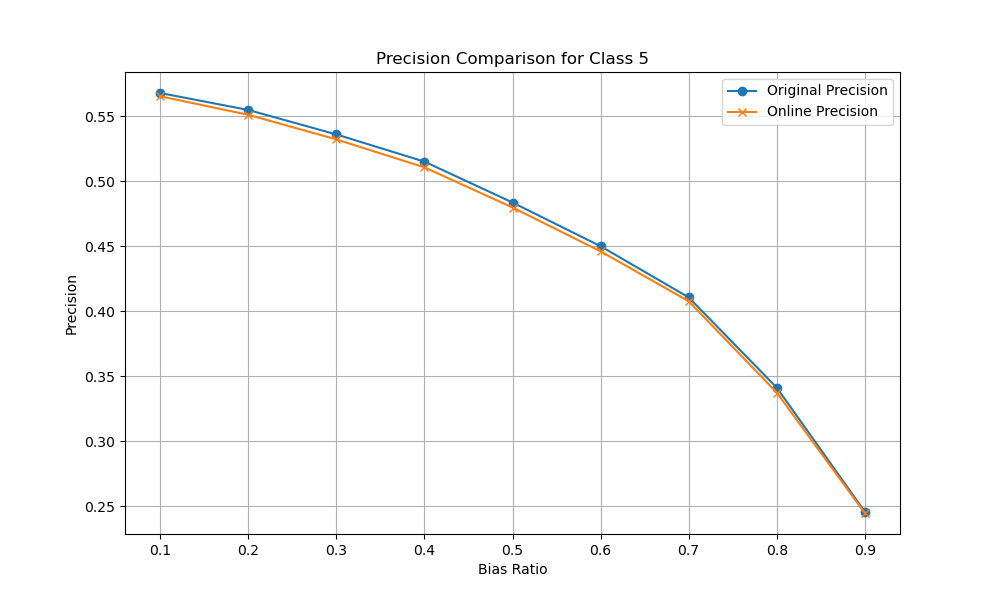 Precision Comparison for Class 5
Original Precision
Online Precision
Precision
0.55
0.50
0.45
0.40
0.35
0.30
0.25
0.1 0.2 0.3 0.4 0.5 0.6 0.7 0.8 0.9
Bias Ratio